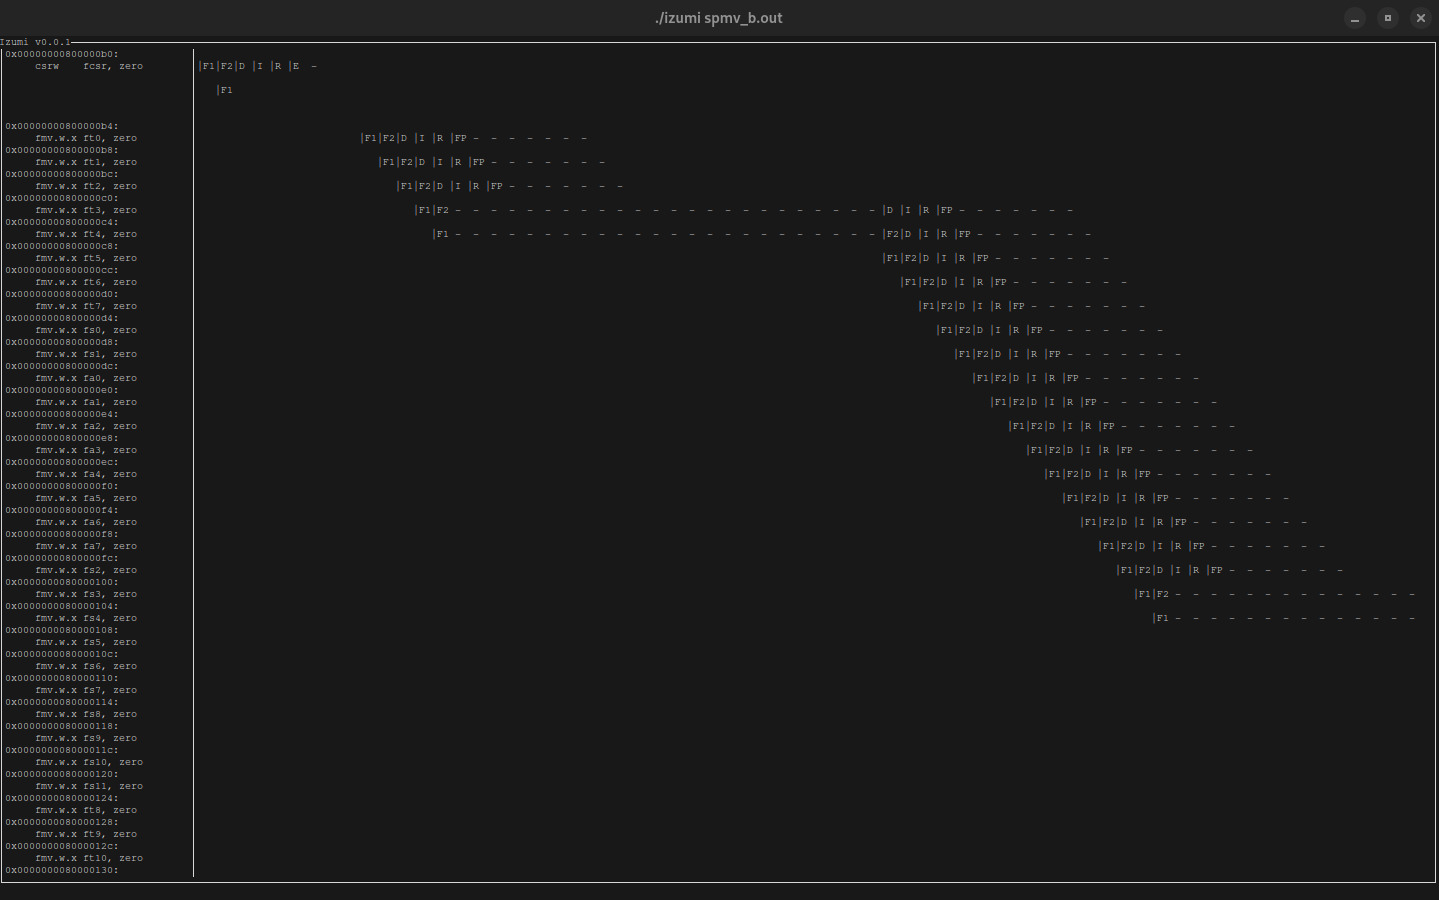 ./izumi spmv_b.out
Izumi v0.0.1
0x00000000800000b0:
csrw    fcsr, zero |F1|F2|D |I |R |E  -
|F1
0x00000000800000b4:
fmv.w.x ft0, zero |F1|F2|D |I |R |FP -  -  -  -  -  -  -
0x00000000800000b8:
fmv.w.x ft1, zero |F1|F2|D |I |R |FP -  -  -  -  -  -  -
0x00000000800000bc:
fmv.w.x ft2, zero |F1|F2|D |I |R |FP -  -  -  -  -  -  -
0x00000000800000c0:
fmv.w.x ft3, zero |F1|F2 -  -  -  -  -  -  -  -  -  -  -  -  -  -  -  -  -  -  -  -  -  -  -  - |D |I |R |FP -  -  -  -  -  -  -
0x00000000800000c4:
fmv.w.x ft4, zero |F1 -  -  -  -  -  -  -  -  -  -  -  -  -  -  -  -  -  -  -  -  -  -  -  - |F2|D |I |R |FP -  -  -  -  -  -  -
0x00000000800000c8:
fmv.w.x ft5, zero |F1|F2|D |I |R |FP -  -  -  -  -  -  -
0x00000000800000cc:
fmv.w.x ft6, zero |F1|F2|D |I |R |FP -  -  -  -  -  -  -
0x00000000800000d0:
fmv.w.x ft7, zero |F1|F2|D |I |R |FP -  -  -  -  -  -  -
0x00000000800000d4:
fmv.w.x fs0, zero |F1|F2|D |I |R |FP -  -  -  -  -  -  -
0x00000000800000d8:
fmv.w.x fs1, zero |F1|F2|D |I |R |FP -  -  -  -  -  -  -
0x00000000800000dc:
fmv.w.x fa0, zero |F1|F2|D |I |R |FP -  -  -  -  -  -  -
0x00000000800000e0:
fmv.w.x fa1, zero |F1|F2|D |I |R |FP -  -  -  -  -  -  -
0x00000000800000e4:
fmv.w.x fa2, zero |F1|F2|D |I |R |FP -  -  -  -  -  -  -
0x00000000800000e8:
fmv.w.x fa3, zero |F1|F2|D |I |R |FP -  -  -  -  -  -  -
0x00000000800000ec:
fmv.w.x fa4, zero |F1|F2|D |I |R |FP -  -  -  -  -  -  -
0x00000000800000f0:
fmv.w.x fa5, zero |F1|F2|D |I |R |FP -  -  -  -  -  -  -
0x00000000800000f4:
fmv.w.x fa6, zero |F1|F2|D |I |R |FP -  -  -  -  -  -  -
0x00000000800000f8:
fmv.w.x fa7, zero |F1|F2|D |I |R |FP -  -  -  -  -  -  -
0x00000000800000fc:
fmv.w.x fs2, zero |F1|F2|D |I |R |FP -  -  -  -  -  -  -
0x0000000080000100:
fmv.w.x fs3, zero |F1|F2 -  -  -  -  -  -  -  -  -  -  -  -  -  -
0x0000000080000104:
fmv.w.x fs4, zero |F1 -  -  -  -  -  -  -  -  -  -  -  -  -  -
0x0000000080000108:
fmv.w.x fs5, zero
0x000000008000010c:
fmv.w.x fs6, zero
0x0000000080000110:
fmv.w.x fs7, zero
0x0000000080000114:
fmv.w.x fs8, zero
0x0000000080000118:
fmv.w.x fs9, zero
0x000000008000011c:
fmv.w.x fs10, zero
0x0000000080000120:
fmv.w.x fs11, zero
0x0000000080000124:
fmv.w.x ft8, zero
0x0000000080000128:
fmv.w.x ft9, zero
0x000000008000012c:
fmv.w.x ft10, zero
0x0000000080000130: